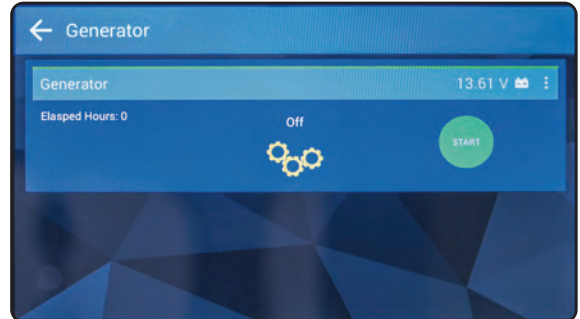 Generator
Generator 13.61 V
Elasped Hours: 0
Off
START